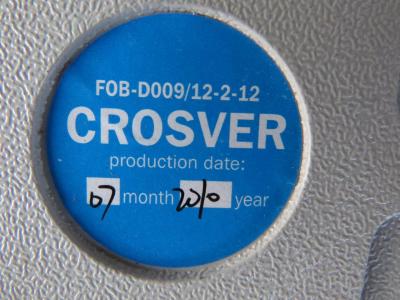 FOB-D009/12-2-12
CROSVER
production date:
07 month 2010 year